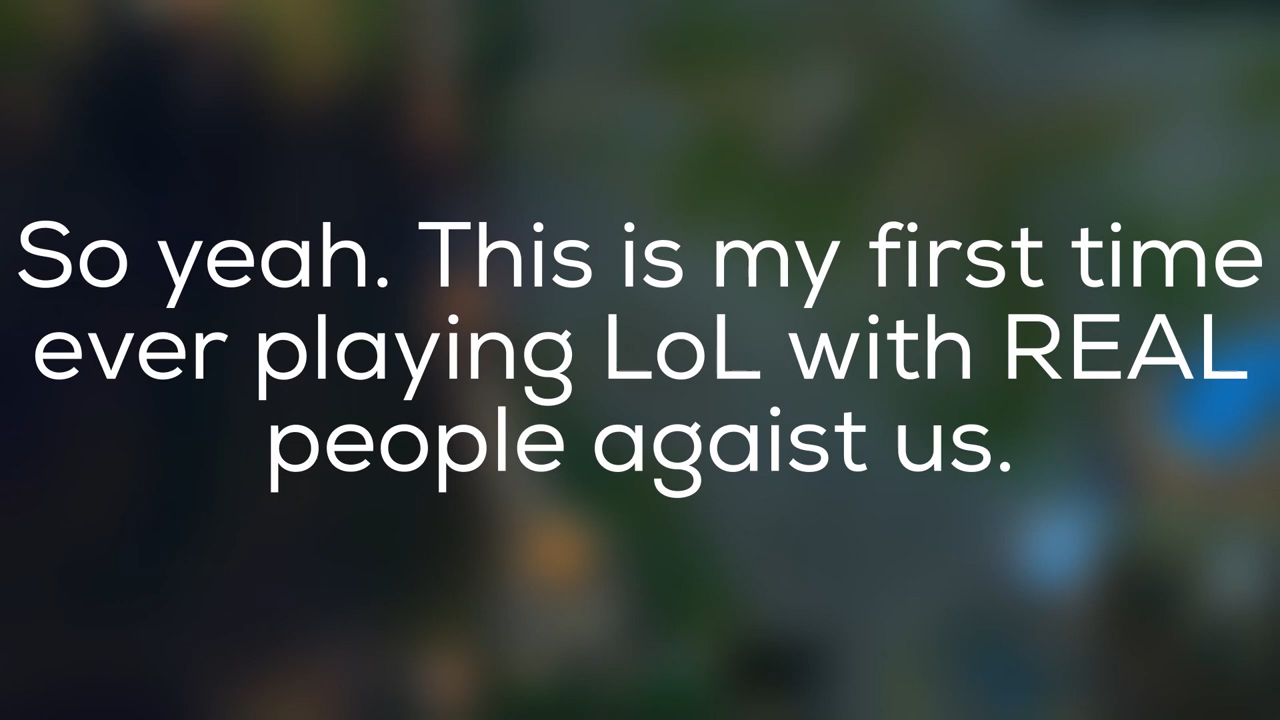 So yeah. This is my first time
ever playing LoL with REAL
people agaist us.